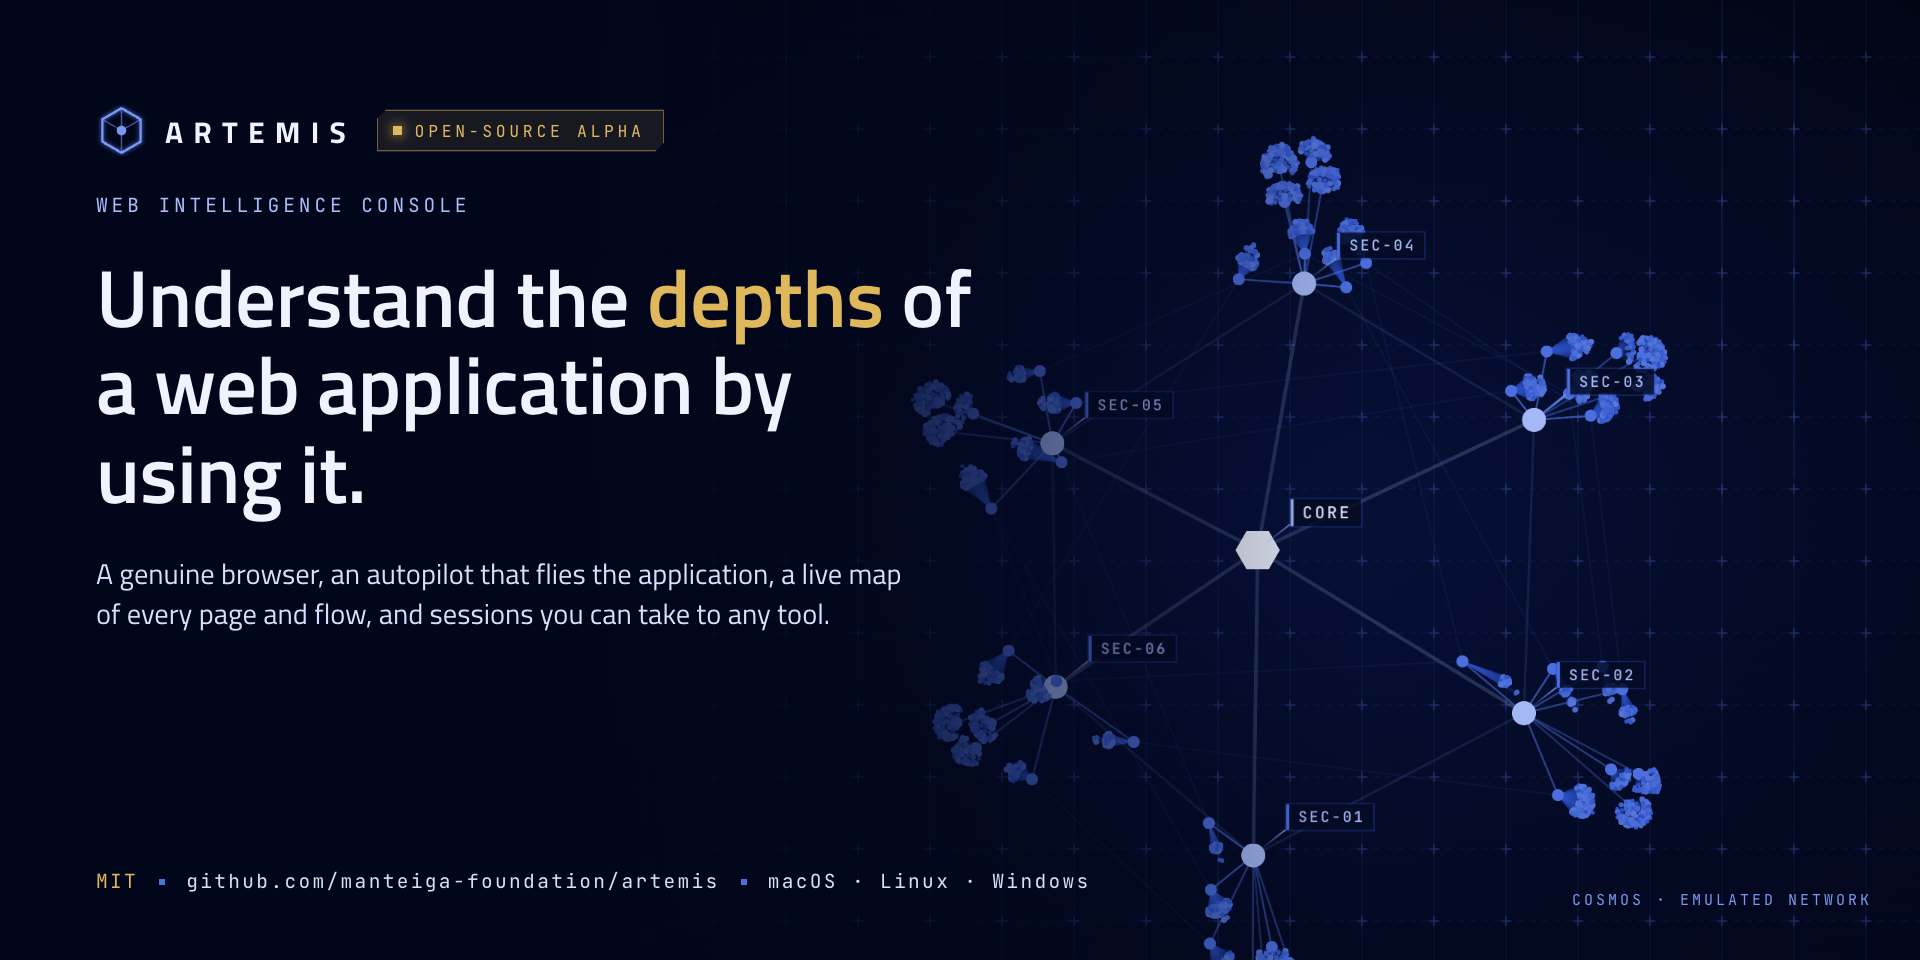 ARTEMIS
OPEN-SOURCE ALPHA
WEB INTELLIGENCE CONSOLE
Understand the depths of
a web application by
using it.
A genuine browser, an autopilot that flies the application, a live map
of every page and flow, and sessions you can take to any tool.
SEC-04
SEC-03
SEC-05
CORE
SEC-06
SEC-02
SEC-01
MIT ▪ github.com/manteiga-foundation/artemis ▪ macOS · Linux · Windows
COSMOS · EMULATED NETWORK